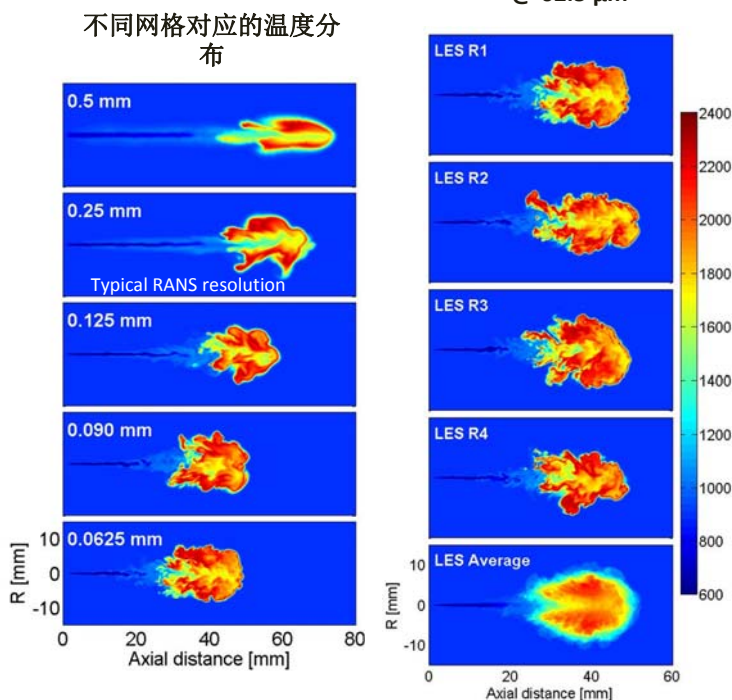 不同网格对应的温度分
布
0.5 mm
0.25 mm
Typical RANS resolution
0.125 mm
0.090 mm
0.0625 mm
10
0
-10
R [mm]
0 20 40 60 80
Axial distance [mm]
LES R1
LES R2
LES R3
LES R4
LES Average
10
0
-10
R [mm]
0 20 40 60
Axial distance [mm]
2400
2200
2000
1800
1600
1400
1200
1000
800
600